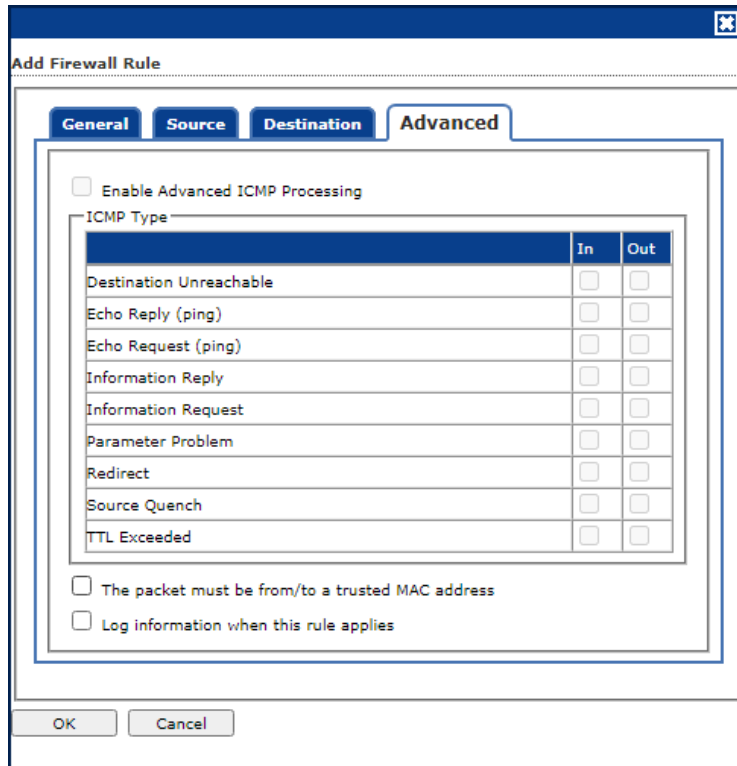 Add Firewall Rule
General Source Destination Advanced
Enable Advanced ICMP Processing
ICMP Type
In Out
Destination Unreachable
Echo Reply (ping)
Echo Request (ping)
Information Reply
Information Request
Parameter Problem
Redirect
Source Quench
TTL Exceeded
The packet must be from/to a trusted MAC address
Log information when this rule applies
OK Cancel